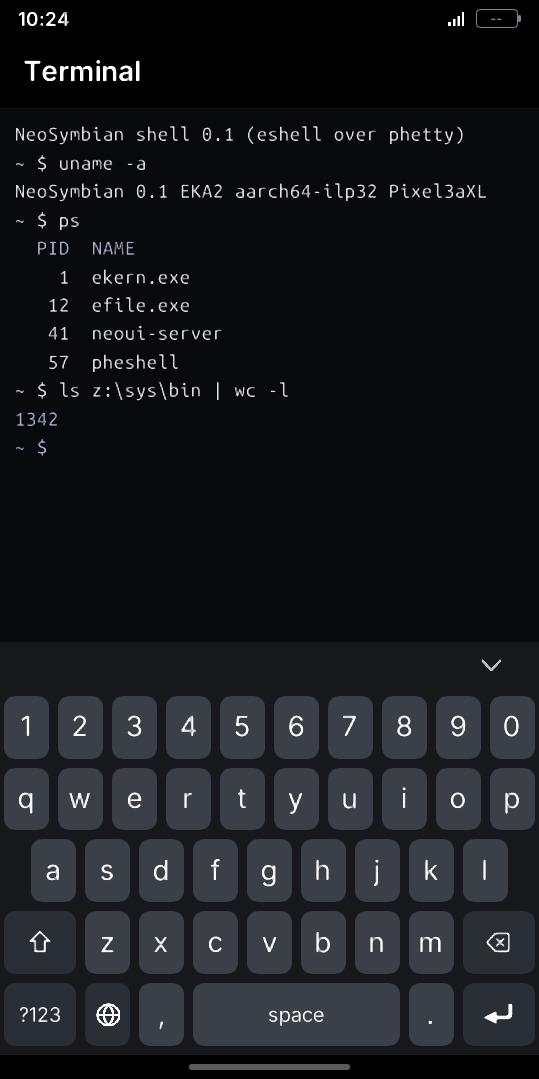 10:24
--
Terminal
NeoSymbian shell 0.1 (eshell over phetty)
~ $ uname -a
NeoSymbian 0.1 EKA2 aarch64-ilp32 Pixel3aXL
~ $ ps
  PID  NAME
    1  ekern.exe
   12  efile.exe
   41  neoui-server
   57  pheshell
~ $ ls z:\sys\bin | wc -l
1342
~ $
1 2 3 4 5 6 7 8 9 0
q w e r t y u i o p
a s d f g h j k l
z x c v b n m
?123 , space .